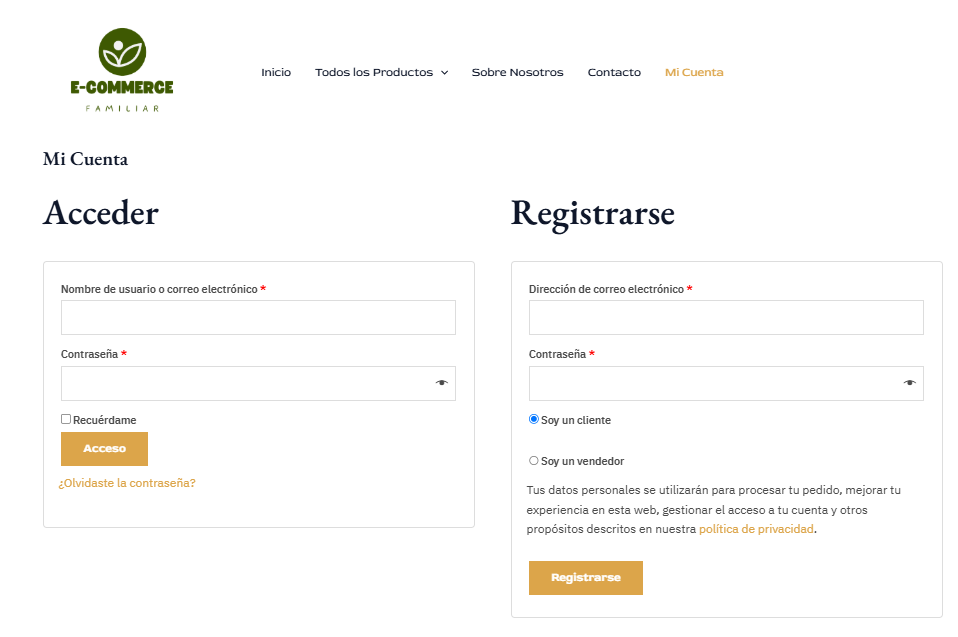 E-COMMERCE
FAMILIAR
Inicio Todos los Productos Sobre Nosotros Contacto Mi Cuenta
Mi Cuenta
Acceder
Nombre de usuario o correo electrónico *
Contraseña *
Recuérdame
Acceso
¿Olvidaste la contraseña?
Registrarse
Dirección de correo electrónico *
Contraseña *
Soy un cliente
Soy un vendedor
Tus datos personales se utilizarán para procesar tu pedido, mejorar tu
experiencia en esta web, gestionar el acceso a tu cuenta y otros
propósitos descritos en nuestra política de privacidad.
Registrarse